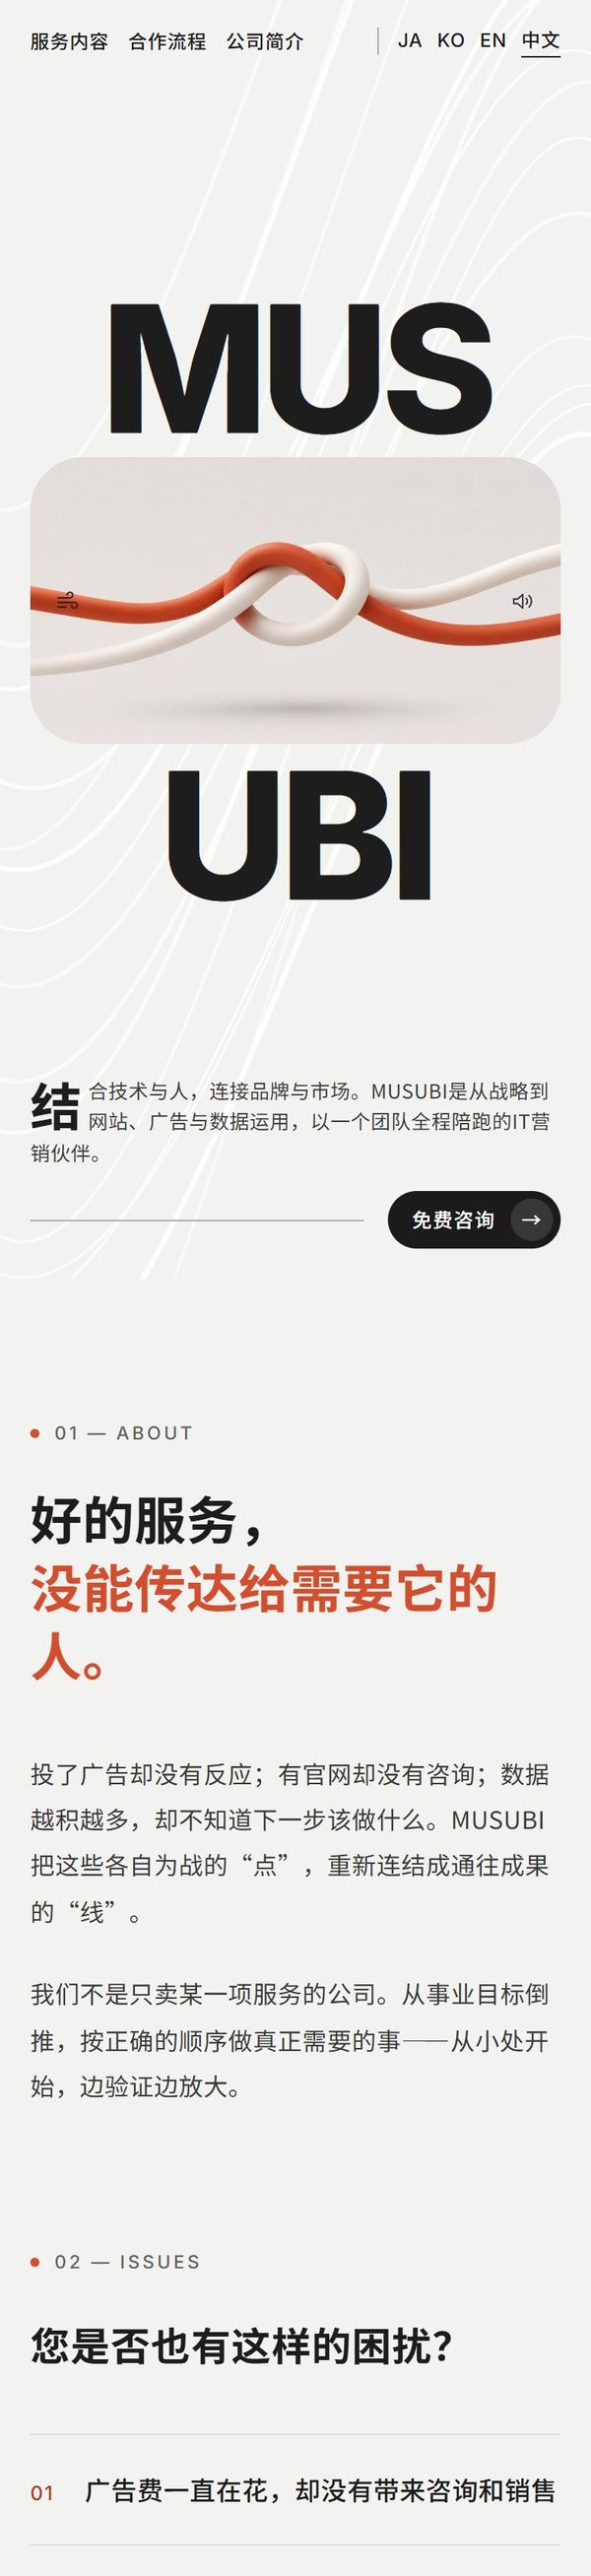 服务内容 合作流程 公司简介 JA KO EN 中文
MUS
UBI
结合技术与人，连接品牌与市场。MUSUBI是从战略到
网站、广告与数据运用，以一个团队全程陪跑的IT营
销伙伴。
免费咨询 →
01 — ABOUT
好的服务，
没能传达给需要它的
人。
投了广告却没有反应；有官网却没有咨询；数据
越积越多，却不知道下一步该做什么。MUSUBI
把这些各自为战的“点”，重新连结成通往成果
的“线”。
我们不是只卖某一项服务的公司。从事业目标倒
推，按正确的顺序做真正需要的事——从小处开
始，边验证边放大。
02 — ISSUES
您是否也有这样的困扰？
01 广告费一直在花，却没有带来咨询和销售